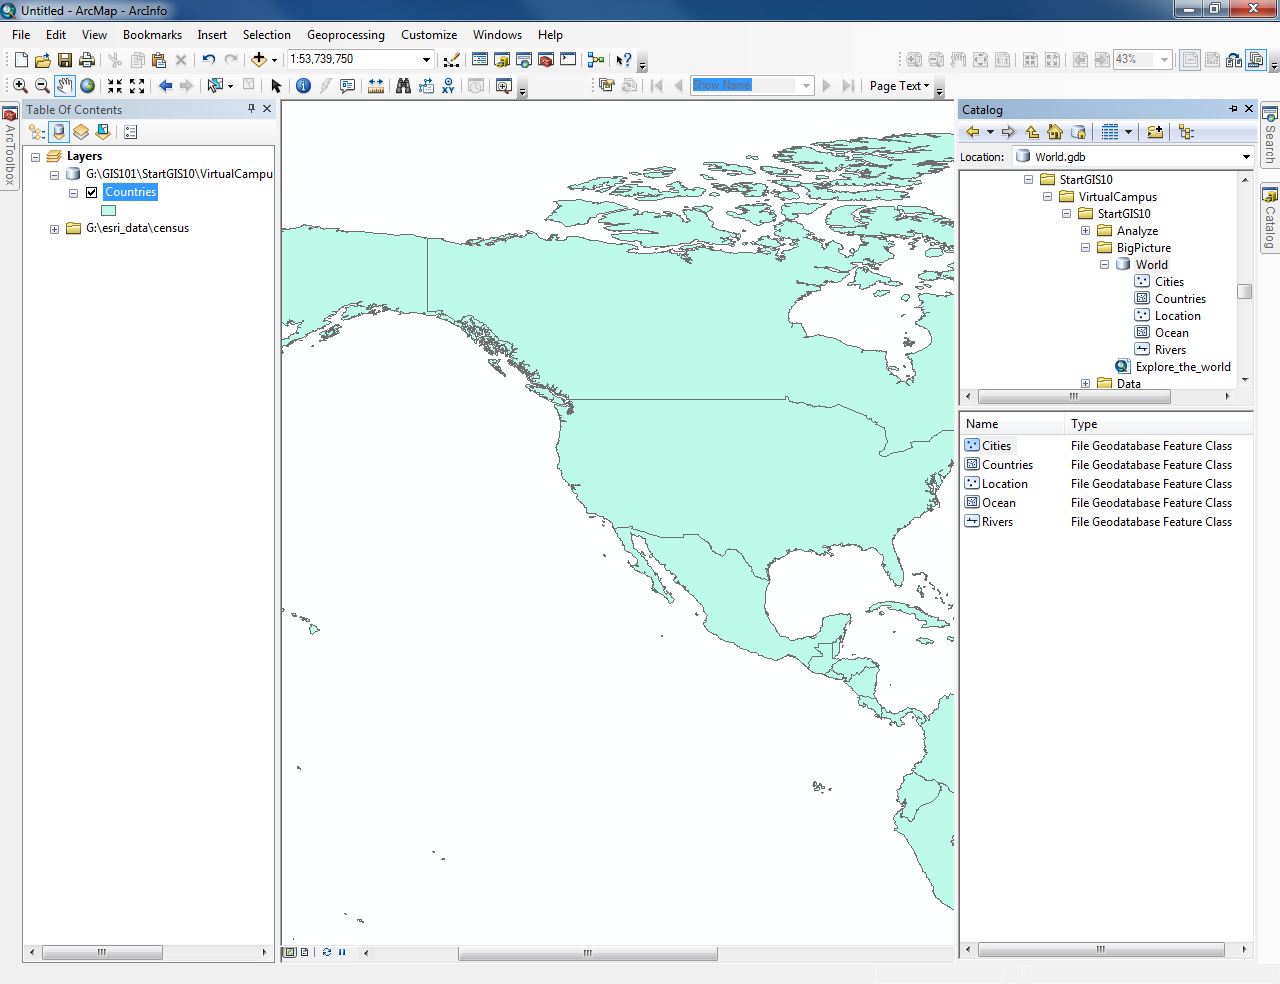 Untitled - ArcMap - ArcInfo
File Edit View Bookmarks Insert Selection Geoprocessing Customize Windows Help
1:53,739,750
43%
Show Name
Page Text
ArcToolbox
Table Of Contents
Layers
G:\GIS101\StartGIS10\VirtualCampu
Countries
G:\esri_data\census
Catalog
Location: World.gdb
StartGIS10
VirtualCampus
StartGIS10
Analyze
BigPicture
World
Cities
Countries
Location
Ocean
Rivers
Explore_the_world
Data
Name Type
Cities File Geodatabase Feature Class
Countries File Geodatabase Feature Class
Location File Geodatabase Feature Class
Ocean File Geodatabase Feature Class
Rivers File Geodatabase Feature Class
Search
Catalog